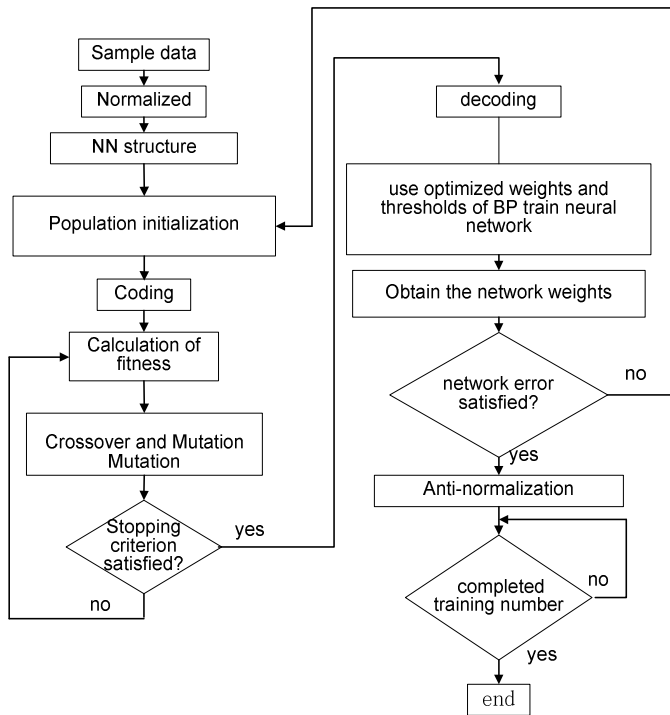 Sample data
Normalized
NN structure
Population initialization
Coding
Calculation of
fitness
Crossover and Mutation
Mutation
Stopping
criterion
satisfied?
yes
no
decoding
use optimized weights and
thresholds of BP train neural
network
Obtain the network weights
network error
satisfied?
no
yes
Anti-normalization
completed
training number
no
yes
end